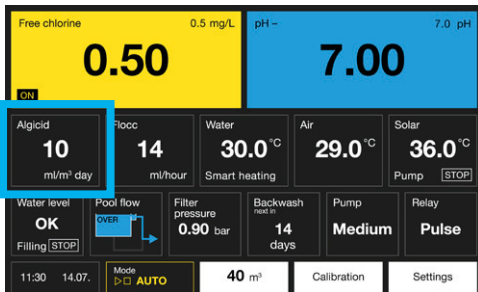 Free chlorine 0.5 mg/L
0.50
ON
pH – 7.0 pH
7.00
Algicid
10
ml/m³ day
Flocc
14
ml/hour
Water
30.0 °C
Smart heating
Air
29.0 °C
Solar
36.0 °C
Pump STOP
Water level
OK
Filling STOP
Pool flow
OVER
Filter
pressure
0.90 bar
Backwash
next in
14
days
Pump
Medium
Relay
Pulse
11:30 14.07.
Mode
AUTO
40 m³
Calibration
Settings